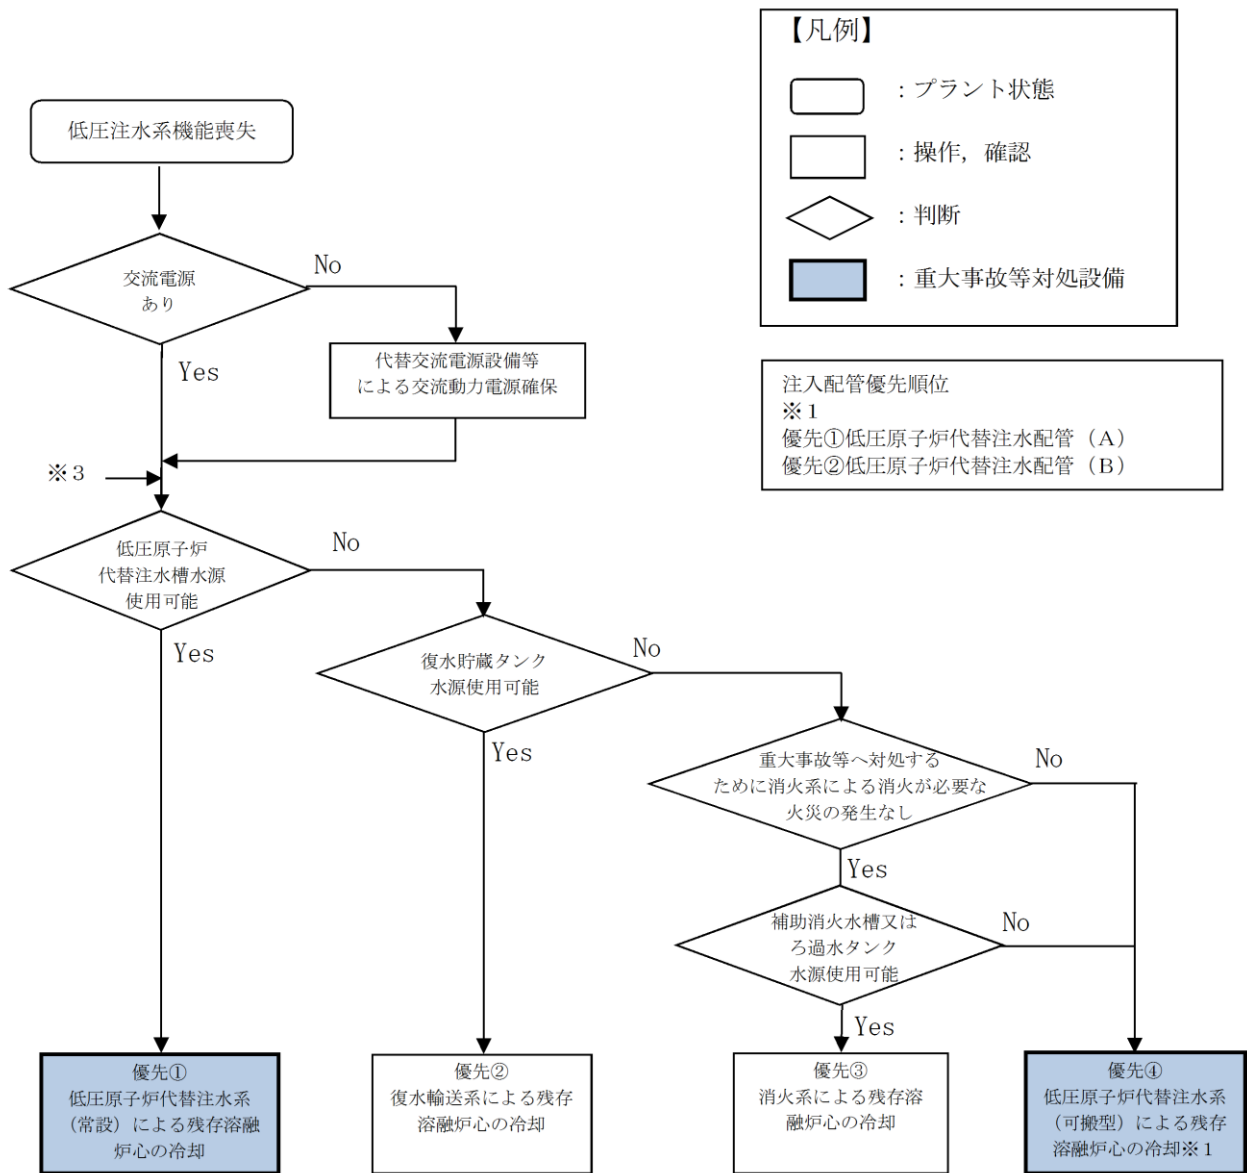 【凡例】
：プラント状態
：操作，確認
：判断
：重大事故等対処設備
注入配管優先順位
※１
優先①低圧原子炉代替注水配管（Ａ）
優先②低圧原子炉代替注水配管（Ｂ）
低圧注水系機能喪失
交流電源
あり
No
Yes
代替交流電源設備等
による交流動力電源確保
※３
低圧原子炉
代替注水槽水源
使用可能
No
Yes
復水貯蔵タンク
水源使用可能
No
Yes
重大事故等へ対処する
ために消火系による消火が必要な
火災の発生なし
No
Yes
補助消火水槽又は
ろ過水タンク
水源使用可能
No
Yes
優先①
低圧原子炉代替注水系
（常設）による残存溶融
炉心の冷却
優先②
復水輸送系による残存
溶融炉心の冷却
優先③
消火系による残存溶
融炉心の冷却
優先④
低圧原子炉代替注水系
（可搬型）による残存
溶融炉心の冷却※１